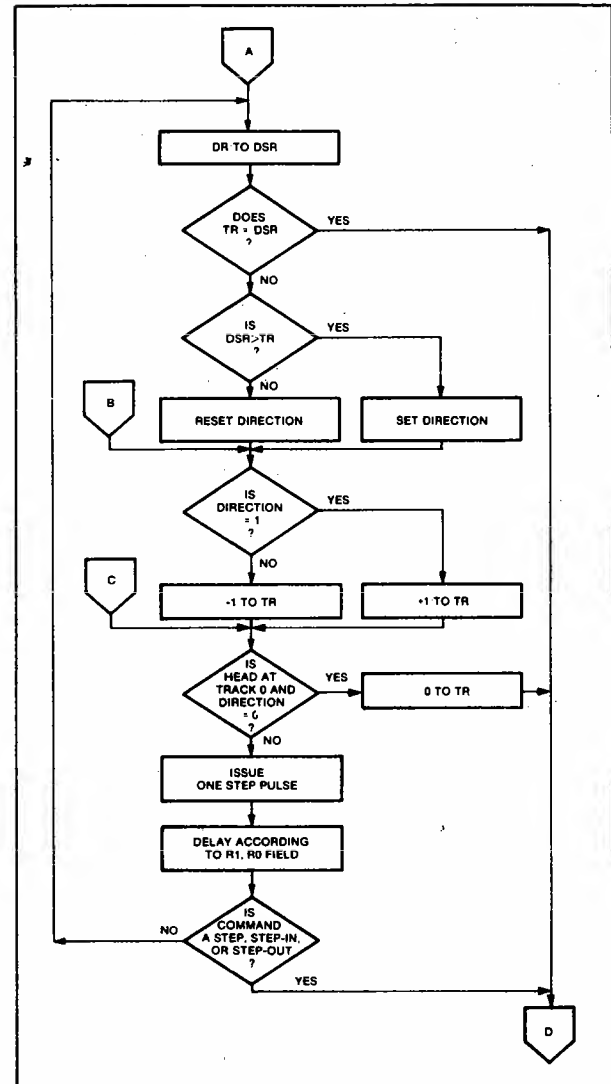 A
DR TO DSR
DOES
TR = DSR
?
YES
NO
IS
DSR>TR
?
YES
NO
B
RESET DIRECTION
SET DIRECTION
IS
DIRECTION
= 1
?
YES
NO
C
-1 TO TR
+1 TO TR
IS
HEAD AT
TRACK 0 AND
DIRECTION
= 0
?
YES
0 TO TR
NO
ISSUE
ONE STEP PULSE
DELAY ACCORDING
TO R1, R0 FIELD
IS
COMMAND
A STEP, STEP-IN,
OR STEP-OUT
?
NO
YES
D